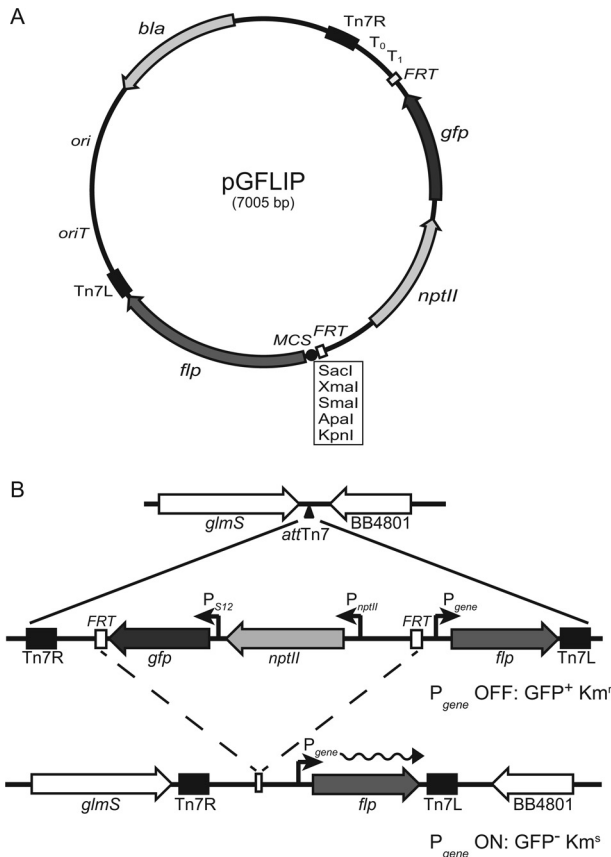 A
bla
Tn7R
T0
T1
FRT
gfp
ori
pGFLIP
(7005 bp)
oriT
Tn7L
nptII
MCS
FRT
flp
SacI
XmaI
SmaI
ApaI
KpnI
B
glmS
attTn7
BB4801
FRT
PS12
PnptII
FRT
Pgene
Tn7R
gfp
nptII
flp
Tn7L
Pgene OFF: GFP+ Kmr
Pgene
glmS
Tn7R
flp
Tn7L
BB4801
Pgene ON: GFP- Kms